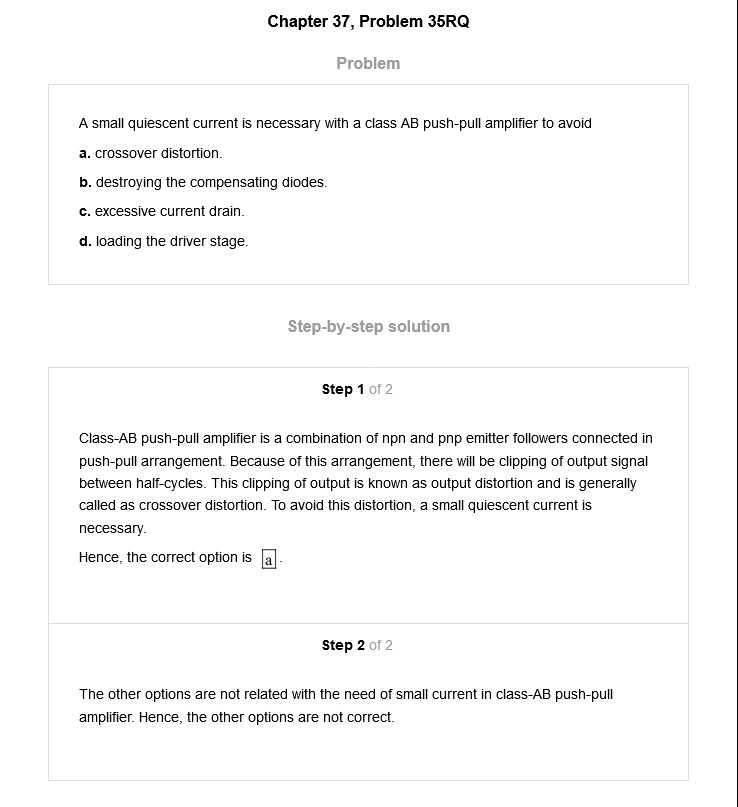 Chapter 37, Problem 35RQ
Problem
A small quiescent current is necessary with a class AB push-pull amplifier to avoid
a. crossover distortion.
b. destroying the compensating diodes.
c. excessive current drain.
d. loading the driver stage.
Step-by-step solution
Step 1 of 2
Class-AB push-pull amplifier is a combination of npn and pnp emitter followers connected in
push-pull arrangement. Because of this arrangement, there will be clipping of output signal
between half-cycles. This clipping of output is known as output distortion and is generally
called as crossover distortion. To avoid this distortion, a small quiescent current is
necessary.
Hence, the correct option is a .
Step 2 of 2
The other options are not related with the need of small current in class-AB push-pull
amplifier. Hence, the other options are not correct.